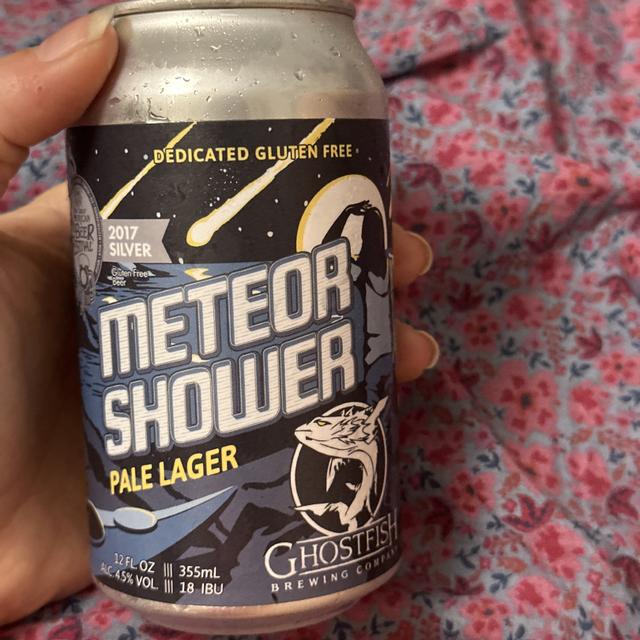 DEDICATED GLUTEN FREE
2017
SILVER
Gluten Free
Beer
METEOR
SHOWER
PALE LAGER
GHOSTFISH
BREWING COMPANY
12 FL OZ ||| 355mL
ALC 4.5% VOL ||| 18 IBU